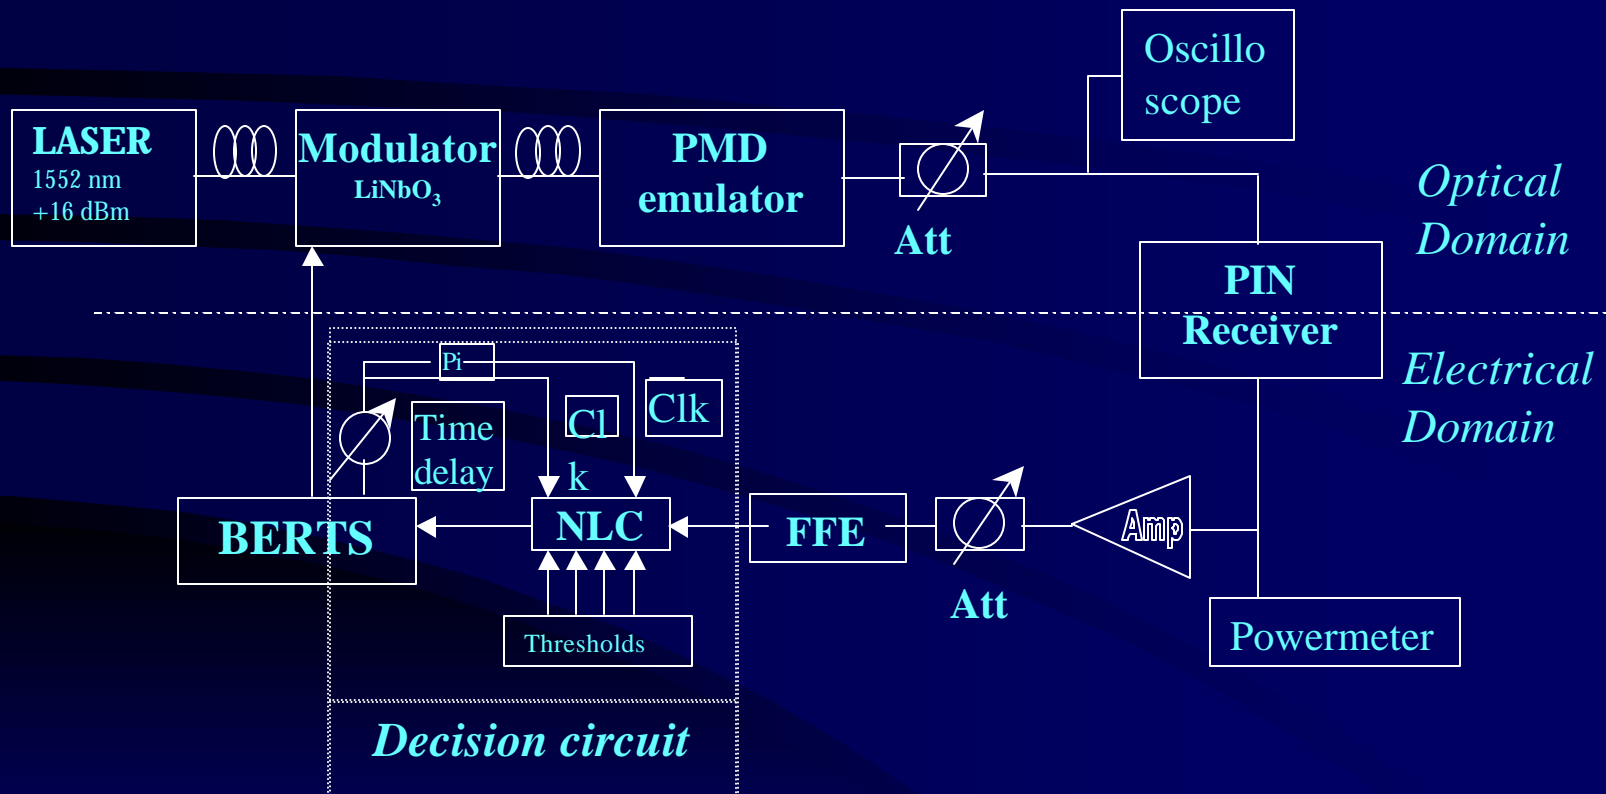 Oscillo
scope
LASER
1552 nm
+16 dBm
Modulator
LiNbO3
PMD
emulator
Att
Optical
Domain
PIN
Receiver
Electrical
Domain
Pi
Time
delay
Cl
k
Clk
BERTS
NLC
FFE
Att
Amp
Thresholds
Powermeter
Decision circuit